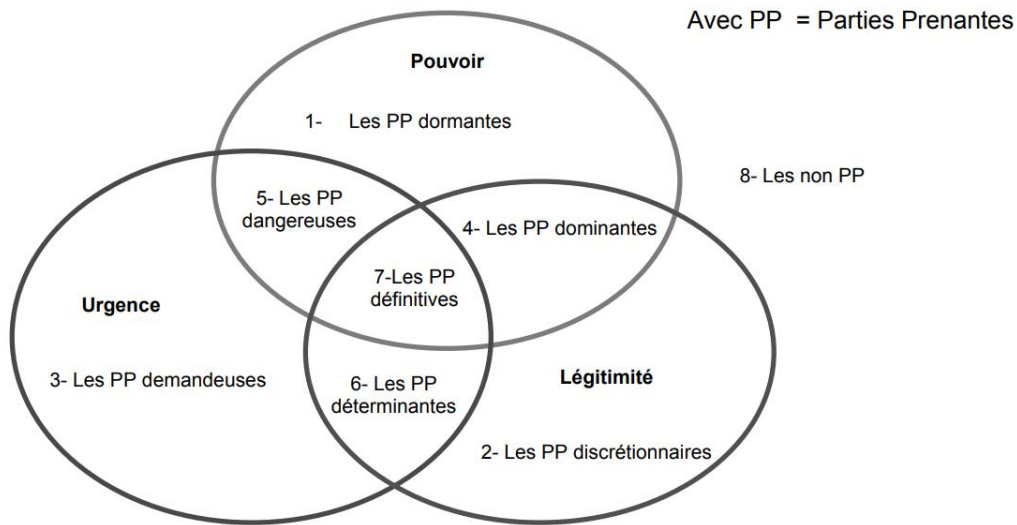 Avec PP = Parties Prenantes
Pouvoir
1- Les PP dormantes
8- Les non PP
5- Les PP
dangereuses
4- Les PP dominantes
7-Les PP
définitives
Urgence
3- Les PP demandeuses
6- Les PP
déterminantes
Légitimité
2- Les PP discrétionnaires